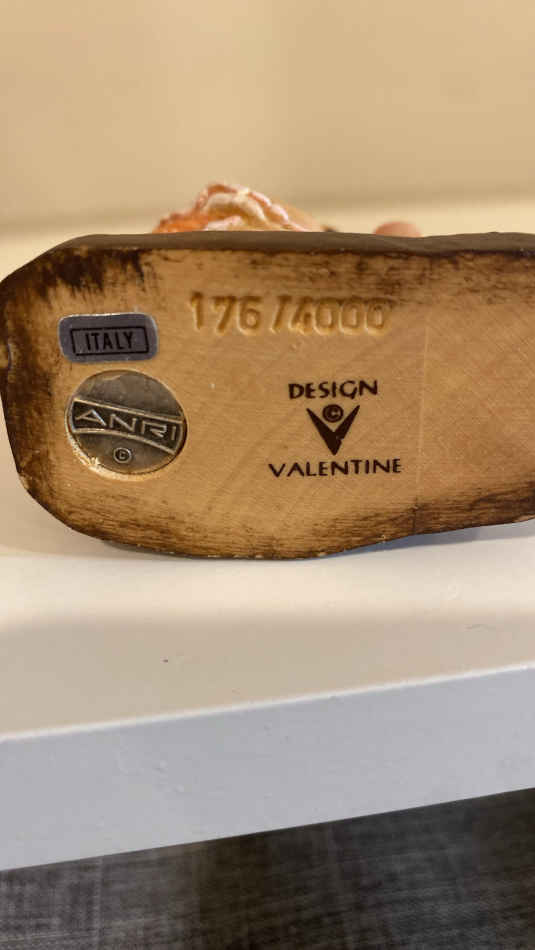 176/4000
ITALY
ANRI
©
DESIGN
©
VALENTINE